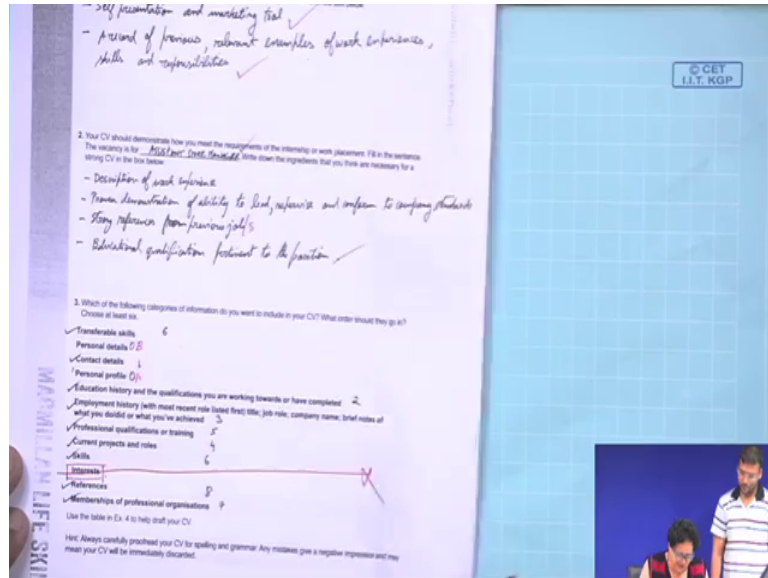 - Self presentation and marketing tool
- A record of previous, relevant examples of work experiences,
skills and responsibilities
© CET
I.I.T. KGP
2. Your CV should demonstrate how you meet the requirements of the internship or work placement. Fill in the sentence.
The vacancy is for Assistant Write down the ingredients that you think are necessary for a
strong CV in the box below.
- Description of work experience
- Proven demonstration of ability to lead, supervise and conform to company standards
- Strong references from previous job/s
- Educational qualification pertinent to the position
3. Which of the following categories of information do you want to include in your CV? What order should they go in?
Choose at least six.
Transferable skills 6
Personal details
Contact details 1
Personal profile
Education history and the qualifications you are working towards or have completed 2
Employment history (with most recent role listed first) title; job role; company name; brief notes of
what you do/did or what you've achieved 3
Professional qualifications or training 5
Current projects and roles 4
Skills 6
Interests
References 8
Memberships of professional organisations 9
Use the table in Ex. 4 to help draft your CV.
Hint: Always carefully proofread your CV for spelling and grammar. Any mistakes give a negative impression and may
mean your CV will be immediately discarded.
MACMILLAN LIFE SKIL